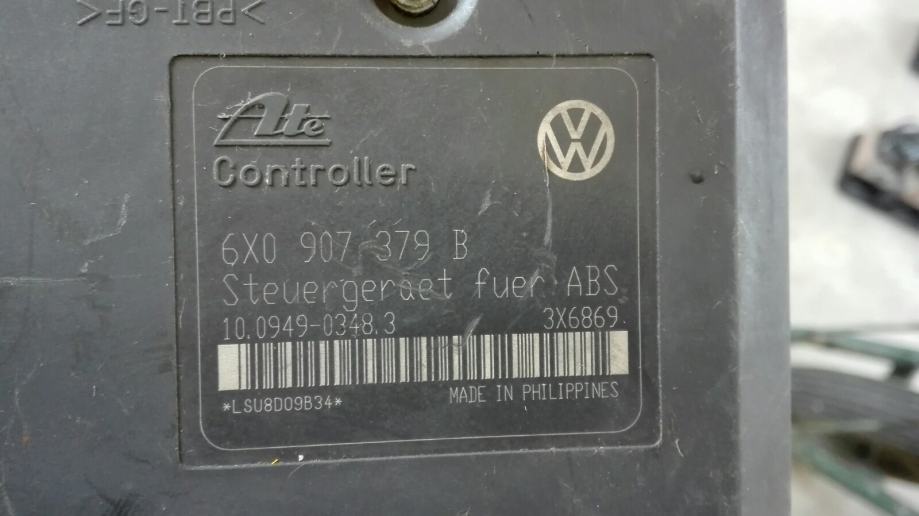 >PBT-GF<
Ate
Controller
6X0 907 379 B
Steuergeraet fuer ABS
10.0949-0348.3 3X6869
*LSU8D09B34*
MADE IN PHILIPPINES